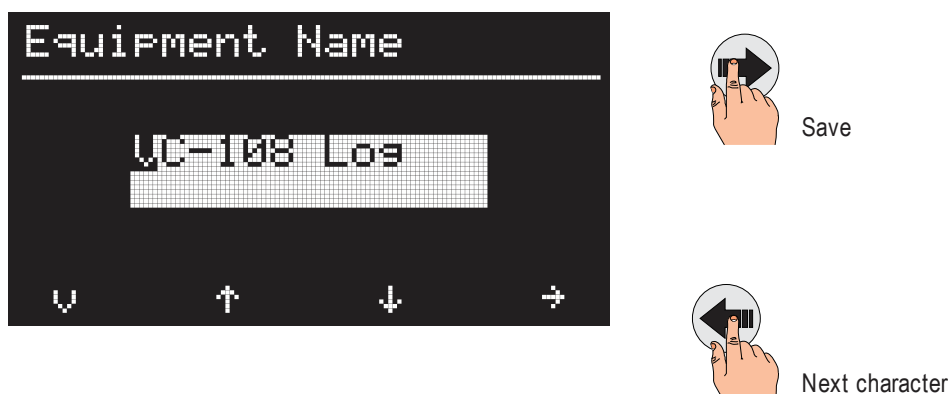 Equipment Name
VC-108 Log
V ↑ ↓ →
Save
Next character